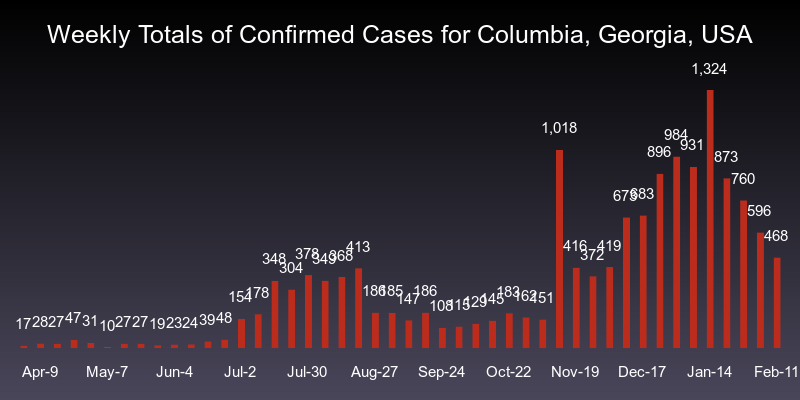 Weekly Totals of Confirmed Cases for Columbia, Georgia, USA
17 28 27 47 31 10 27 27 19 23 24 39 48 154 178 348 304 378 349 368 413 186 185 147 186 108 115 129 145 183 162 151 1,018 416 372 419 679 683 896 984 931 1,324 873 760 596 468
Apr-9 May-7 Jun-4 Jul-2 Jul-30 Aug-27 Sep-24 Oct-22 Nov-19 Dec-17 Jan-14 Feb-11